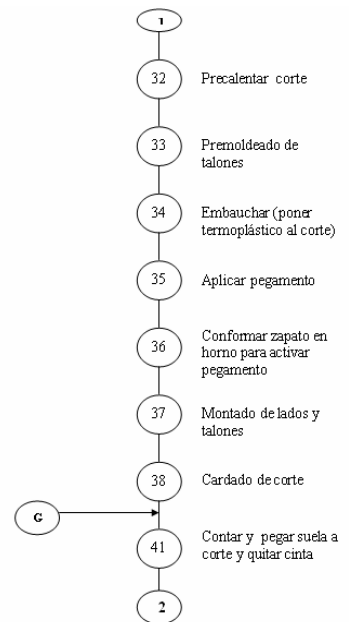 1
32 Precalentar corte
33 Premoldeado de
talones
34 Embauchar (poner
termoplástico al corte)
35 Aplicar pegamento
36 Conformar zapato en
horno para activar
pegamento
37 Montado de lados y
talones
38 Cardado de corte
G
41 Contar y pegar suela a
corte y quitar cinta
2